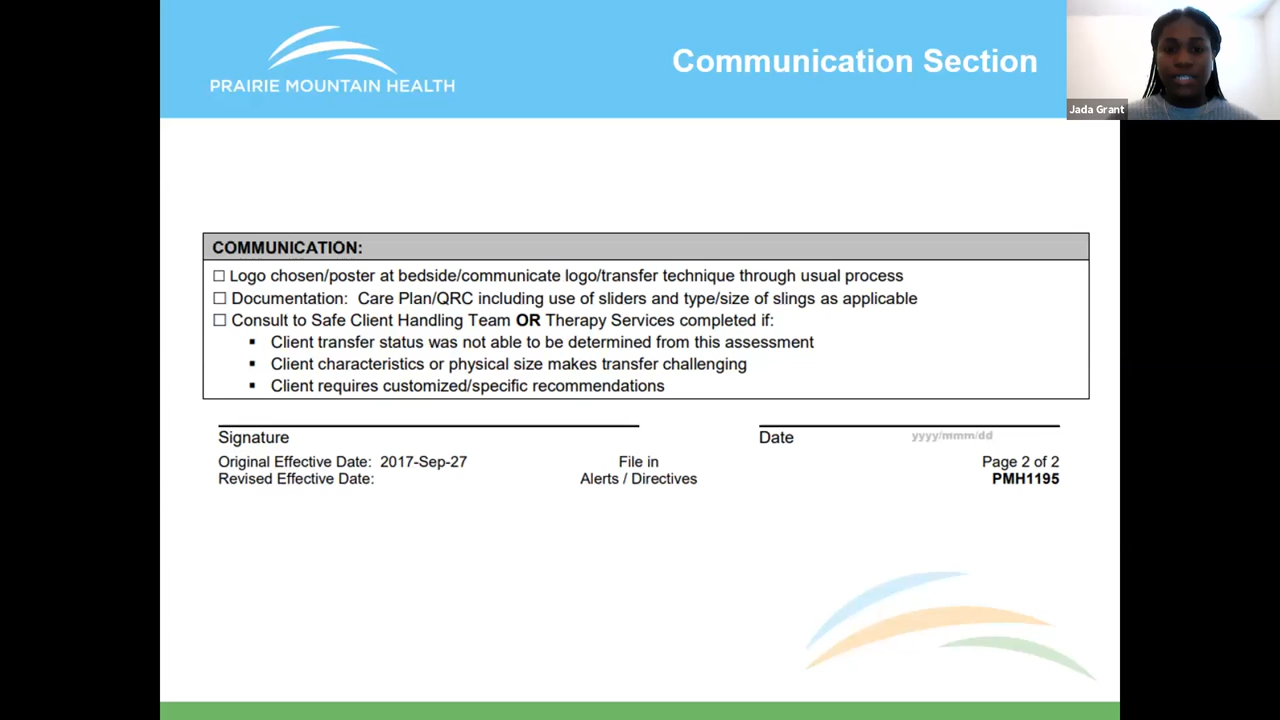 PRAIRIE MOUNTAIN HEALTH
Communication Section
Jada Grant
COMMUNICATION:
☐ Logo chosen/poster at bedside/communicate logo/transfer technique through usual process
☐ Documentation: Care Plan/QRC including use of sliders and type/size of slings as applicable
☐ Consult to Safe Client Handling Team OR Therapy Services completed if:
▪ Client transfer status was not able to be determined from this assessment
▪ Client characteristics or physical size makes transfer challenging
▪ Client requires customized/specific recommendations
Signature Date yyyy/mmm/dd
Original Effective Date: 2017-Sep-27 File in Page 2 of 2
Revised Effective Date: Alerts / Directives PMH1195